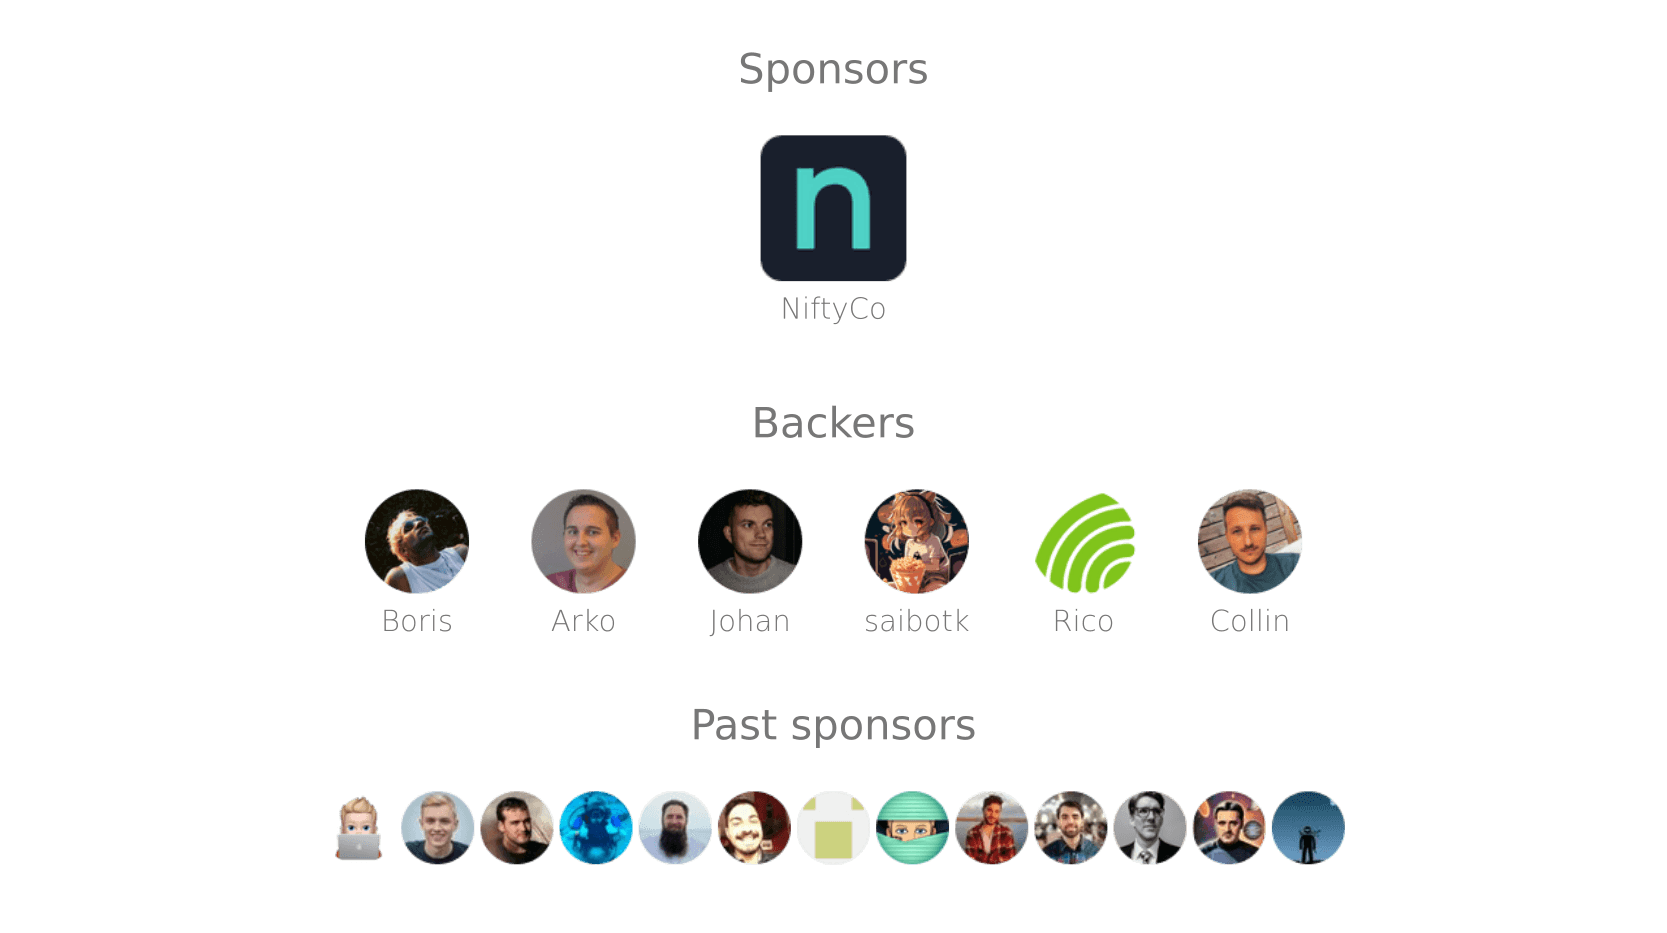 Sponsors
n
NiftyCo
Backers
Boris Arko Johan saibotk Rico Collin
Past sponsors